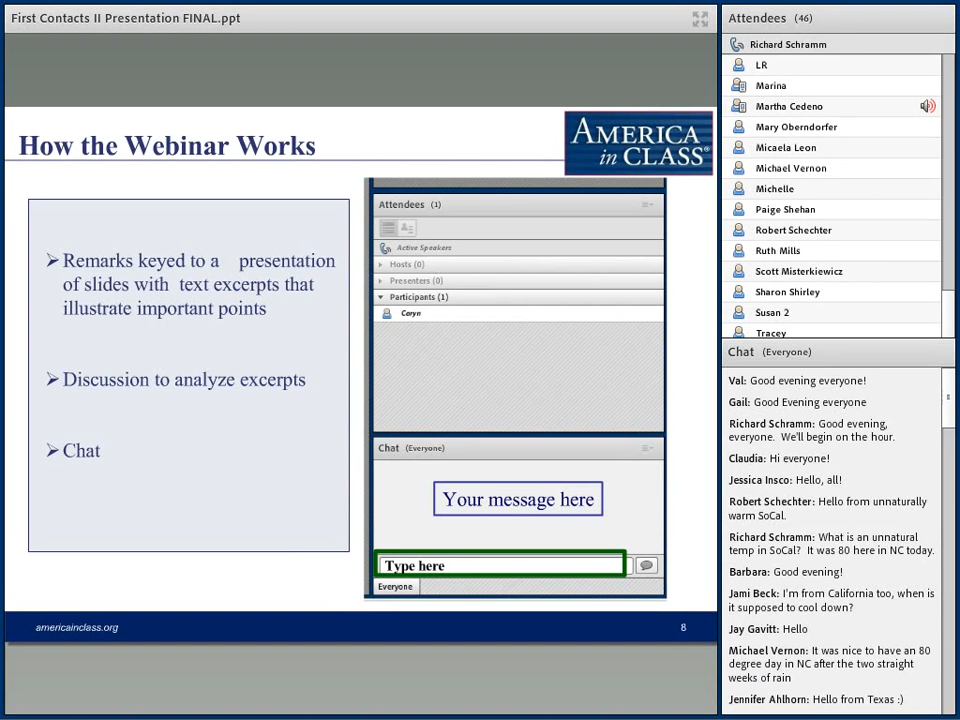 First Contacts II Presentation FINAL.ppt
How the Webinar Works
AMERICA
in CLASS®
➢Remarks keyed to a presentation
of slides with text excerpts that
illustrate important points
➢Discussion to analyze excerpts
➢Chat
Attendees (1)
Active Speakers
Hosts (0)
Presenters (0)
Participants (1)
Caryn
Chat (Everyone)
Your message here
Type here
Everyone
americainclass.org
8
Attendees (46)
Richard Schramm
LR
Marina
Martha Cedeno
Mary Oberndorfer
Micaela Leon
Michael Vernon
Michelle
Paige Shehan
Robert Schechter
Ruth Mills
Scott Misterkiewicz
Sharon Shirley
Susan 2
Tracey
Chat (Everyone)
Val: Good evening everyone!
Gail: Good Evening everyone
Richard Schramm: Good evening,
everyone. We'll begin on the hour.
Claudia: Hi everyone!
Jessica Insco: Hello, all!
Robert Schechter: Hello from unnaturally
warm SoCal.
Richard Schramm: What is an unnatural
temp in SoCal? It was 80 here in NC today.
Barbara: Good evening!
Jami Beck: I'm from California too, when is
it supposed to cool down?
Jay Gavitt: Hello
Michael Vernon: It was nice to have an 80
degree day in NC after the two straight
weeks of rain
Jennifer Ahlhorn: Hello from Texas :)